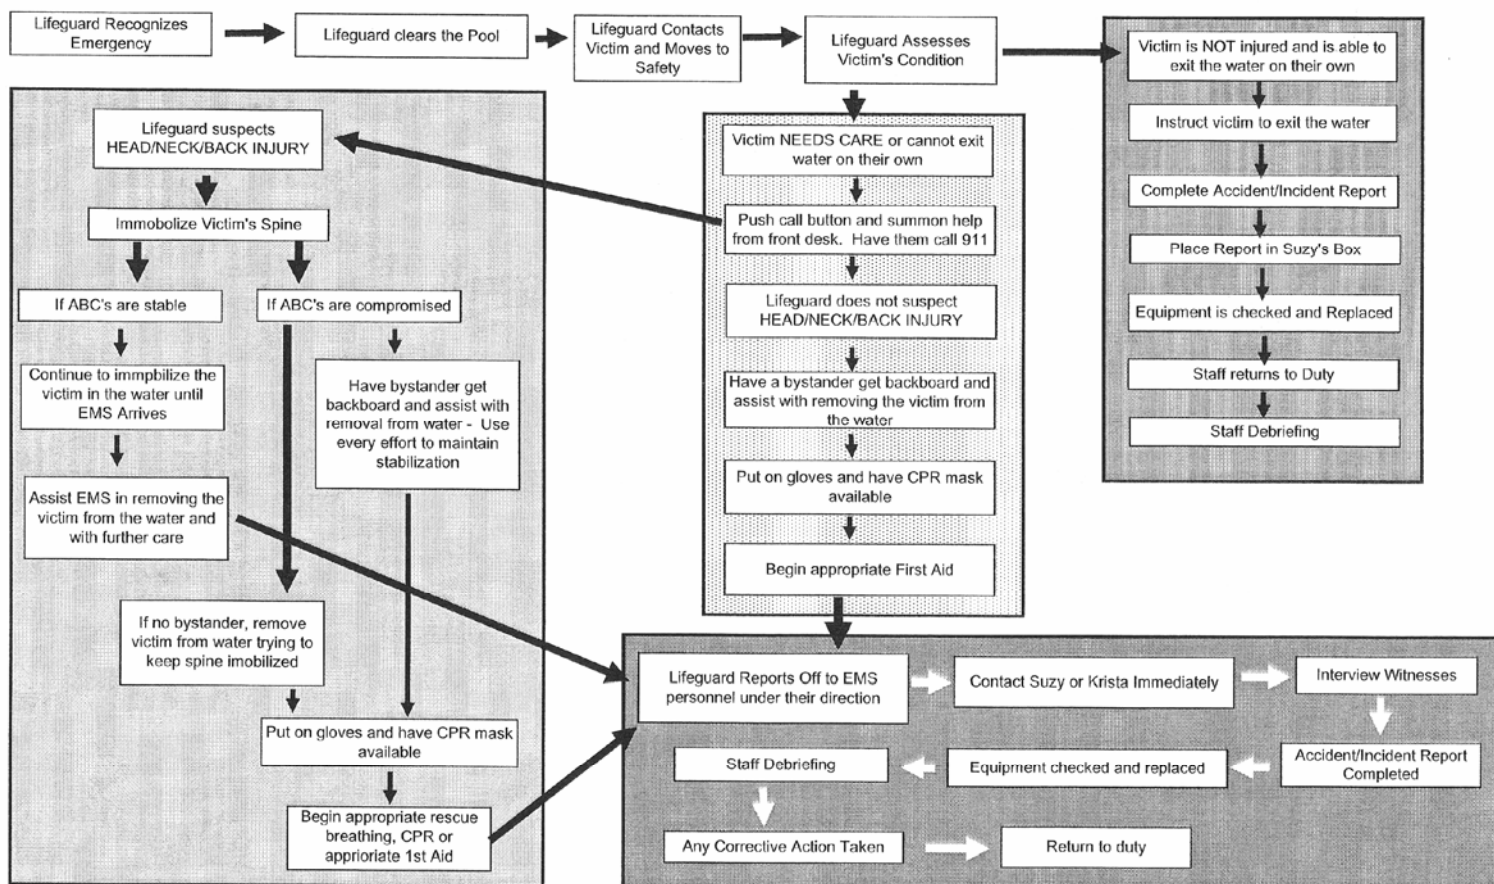 Lifeguard Recognizes
Emergency
Lifeguard clears the Pool
Lifeguard Contacts
Victim and Moves to
Safety
Lifeguard Assesses
Victim's Condition
Victim is NOT injured and is able to
exit the water on their own
Instruct victim to exit the water
Complete Accident/Incident Report
Place Report in Suzy's Box
Equipment is checked and Replaced
Staff returns to Duty
Staff Debriefing
Victim NEEDS CARE or cannot exit
water on their own
Push call button and summon help
from front desk. Have them call 911
Lifeguard does not suspect
HEAD/NECK/BACK INJURY
Have a bystander get backboard and
assist with removing the victim from
the water
Put on gloves and have CPR mask
available
Begin appropriate First Aid
Lifeguard suspects
HEAD/NECK/BACK INJURY
Immobolize Victim's Spine
If ABC's are stable
Continue to immpbilize the
victim in the water until
EMS Arrives
Assist EMS in removing the
victim from the water and
with further care
If ABC's are compromised
Have bystander get
backboard and assist with
removal from water - Use
every effort to maintain
stabilization
If no bystander, remove
victim from water trying to
keep spine imobilized
Put on gloves and have CPR mask
available
Begin appropriate rescue
breathing, CPR or
apprioriate 1st Aid
Lifeguard Reports Off to EMS
personnel under their direction
Contact Suzy or Krista Immediately
Interview Witnesses
Accident/Incident Report
Completed
Equipment checked and replaced
Staff Debriefing
Any Corrective Action Taken
Return to duty